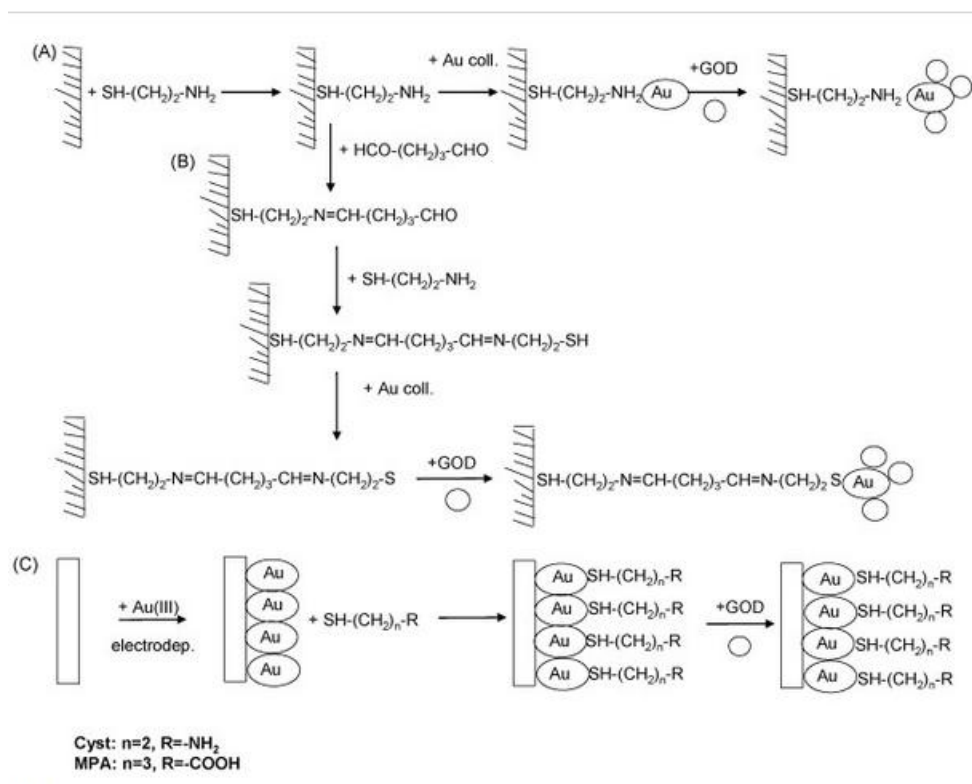 (A)
+ SH-(CH₂)₂-NH₂
SH-(CH₂)₂-NH₂
+ Au coll.
SH-(CH₂)₂-NH₂ Au
+GOD
SH-(CH₂)₂-NH₂ Au
+ HCO-(CH₂)₃-CHO
(B)
SH-(CH₂)₂-N=CH-(CH₂)₃-CHO
+ SH-(CH₂)₂-NH₂
SH-(CH₂)₂-N=CH-(CH₂)₃-CH=N-(CH₂)₂-SH
+ Au coll.
SH-(CH₂)₂-N=CH-(CH₂)₃-CH=N-(CH₂)₂-S
+GOD
SH-(CH₂)₂-N=CH-(CH₂)₃-CH=N-(CH₂)₂ S Au
(C)
+ Au(III)
electrodep.
Au
Au
Au
Au
+ SH-(CH₂)ₙ-R
Au SH-(CH₂)ₙ-R
Au SH-(CH₂)ₙ-R
Au SH-(CH₂)ₙ-R
Au SH-(CH₂)ₙ-R
+GOD
Au SH-(CH₂)ₙ-R
Au SH-(CH₂)ₙ-R
Au SH-(CH₂)ₙ-R
Au SH-(CH₂)ₙ-R
Cyst: n=2, R=-NH₂
MPA: n=3, R=-COOH